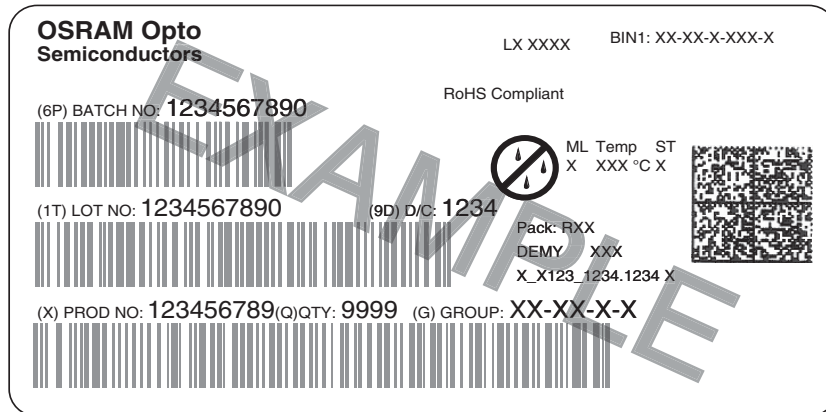 OSRAM Opto
Semiconductors
LX XXXX
BIN1: XX-XX-X-XXX-X
RoHS Compliant
(6P) BATCH NO: 1234567890
ML Temp ST
X XXX °C X
(1T) LOT NO: 1234567890 (9D) D/C: 1234
Pack: RXX
DEMY XXX
X_X123_1234.1234 X
(X) PROD NO: 123456789(Q)QTY: 9999 (G) GROUP: XX-XX-X-X
EXAMPLE